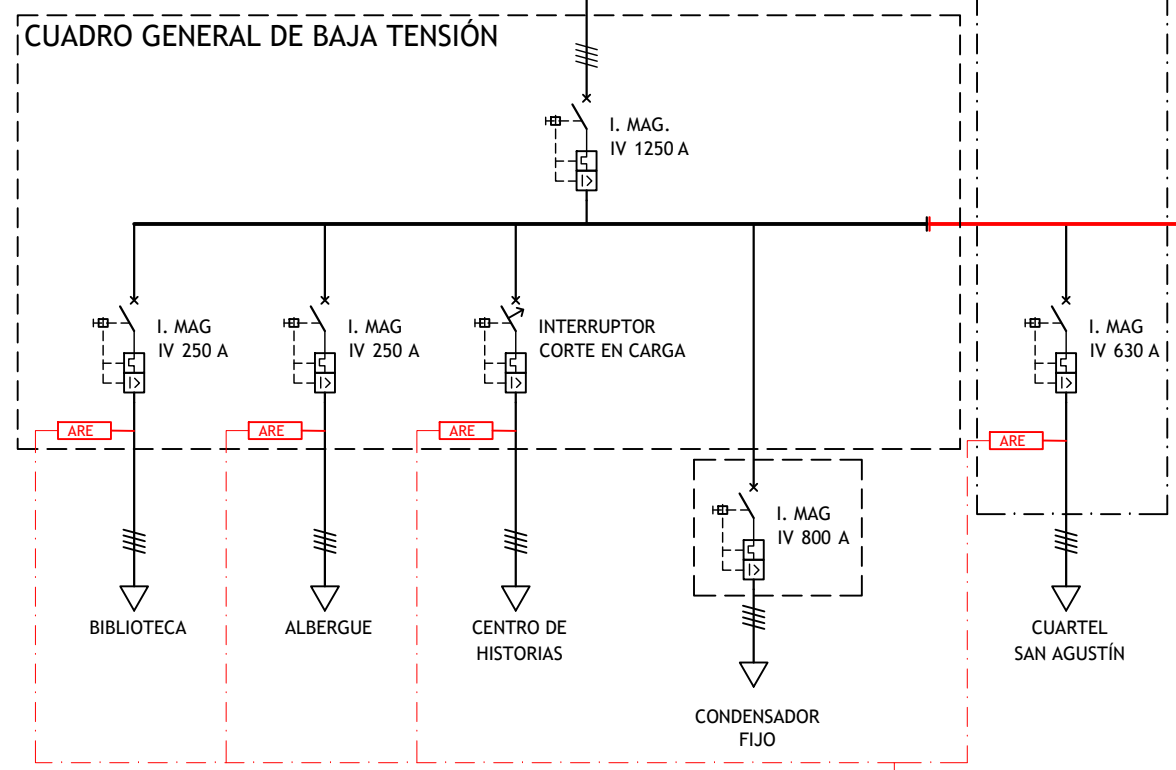 CUADRO GENERAL DE BAJA TENSIÓN
I. MAG.
IV 1250 A
I. MAG
IV 250 A
I. MAG
IV 250 A
INTERRUPTOR
CORTE EN CARGA
I. MAG
IV 630 A
ARE
ARE
ARE
ARE
I. MAG
IV 800 A
BIBLIOTECA
ALBERGUE
CENTRO DE
HISTORIAS
CUARTEL
SAN AGUSTÍN
CONDENSADOR
FIJO